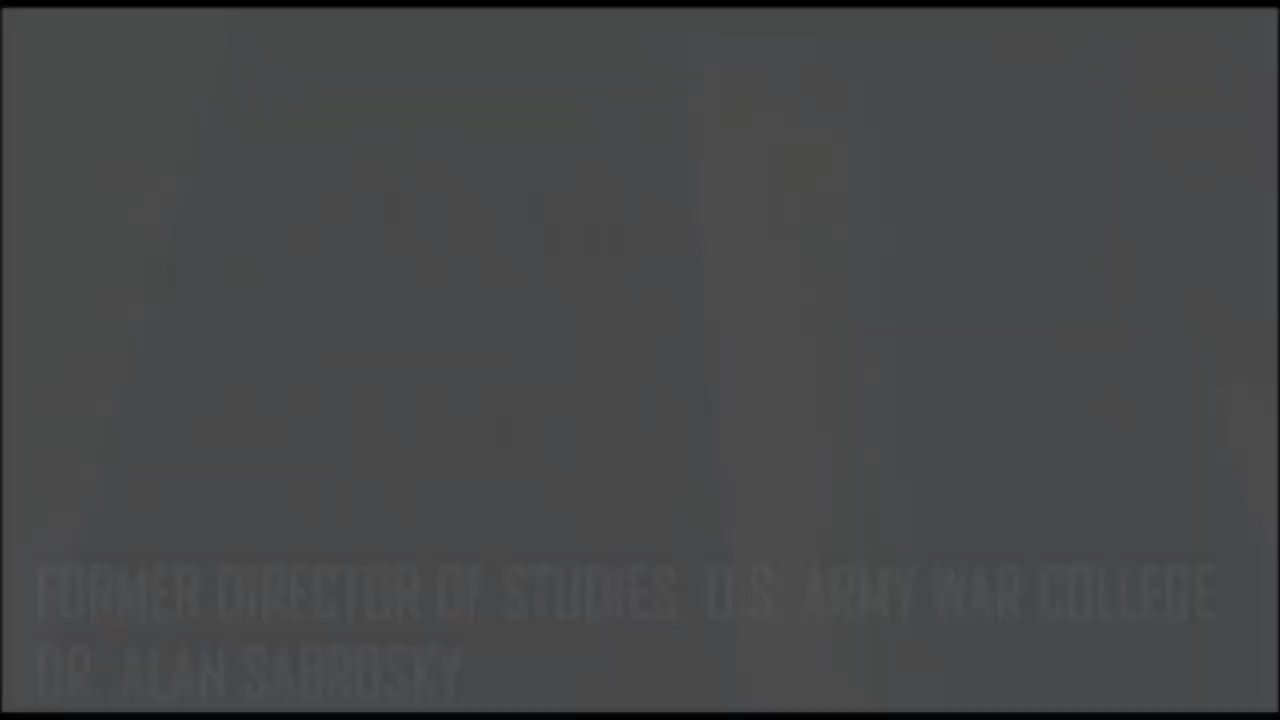 FORMER DIRECTOR OF STUDIES, U.S. ARMY WAR COLLEGE
DR. ALAN SABROSKY